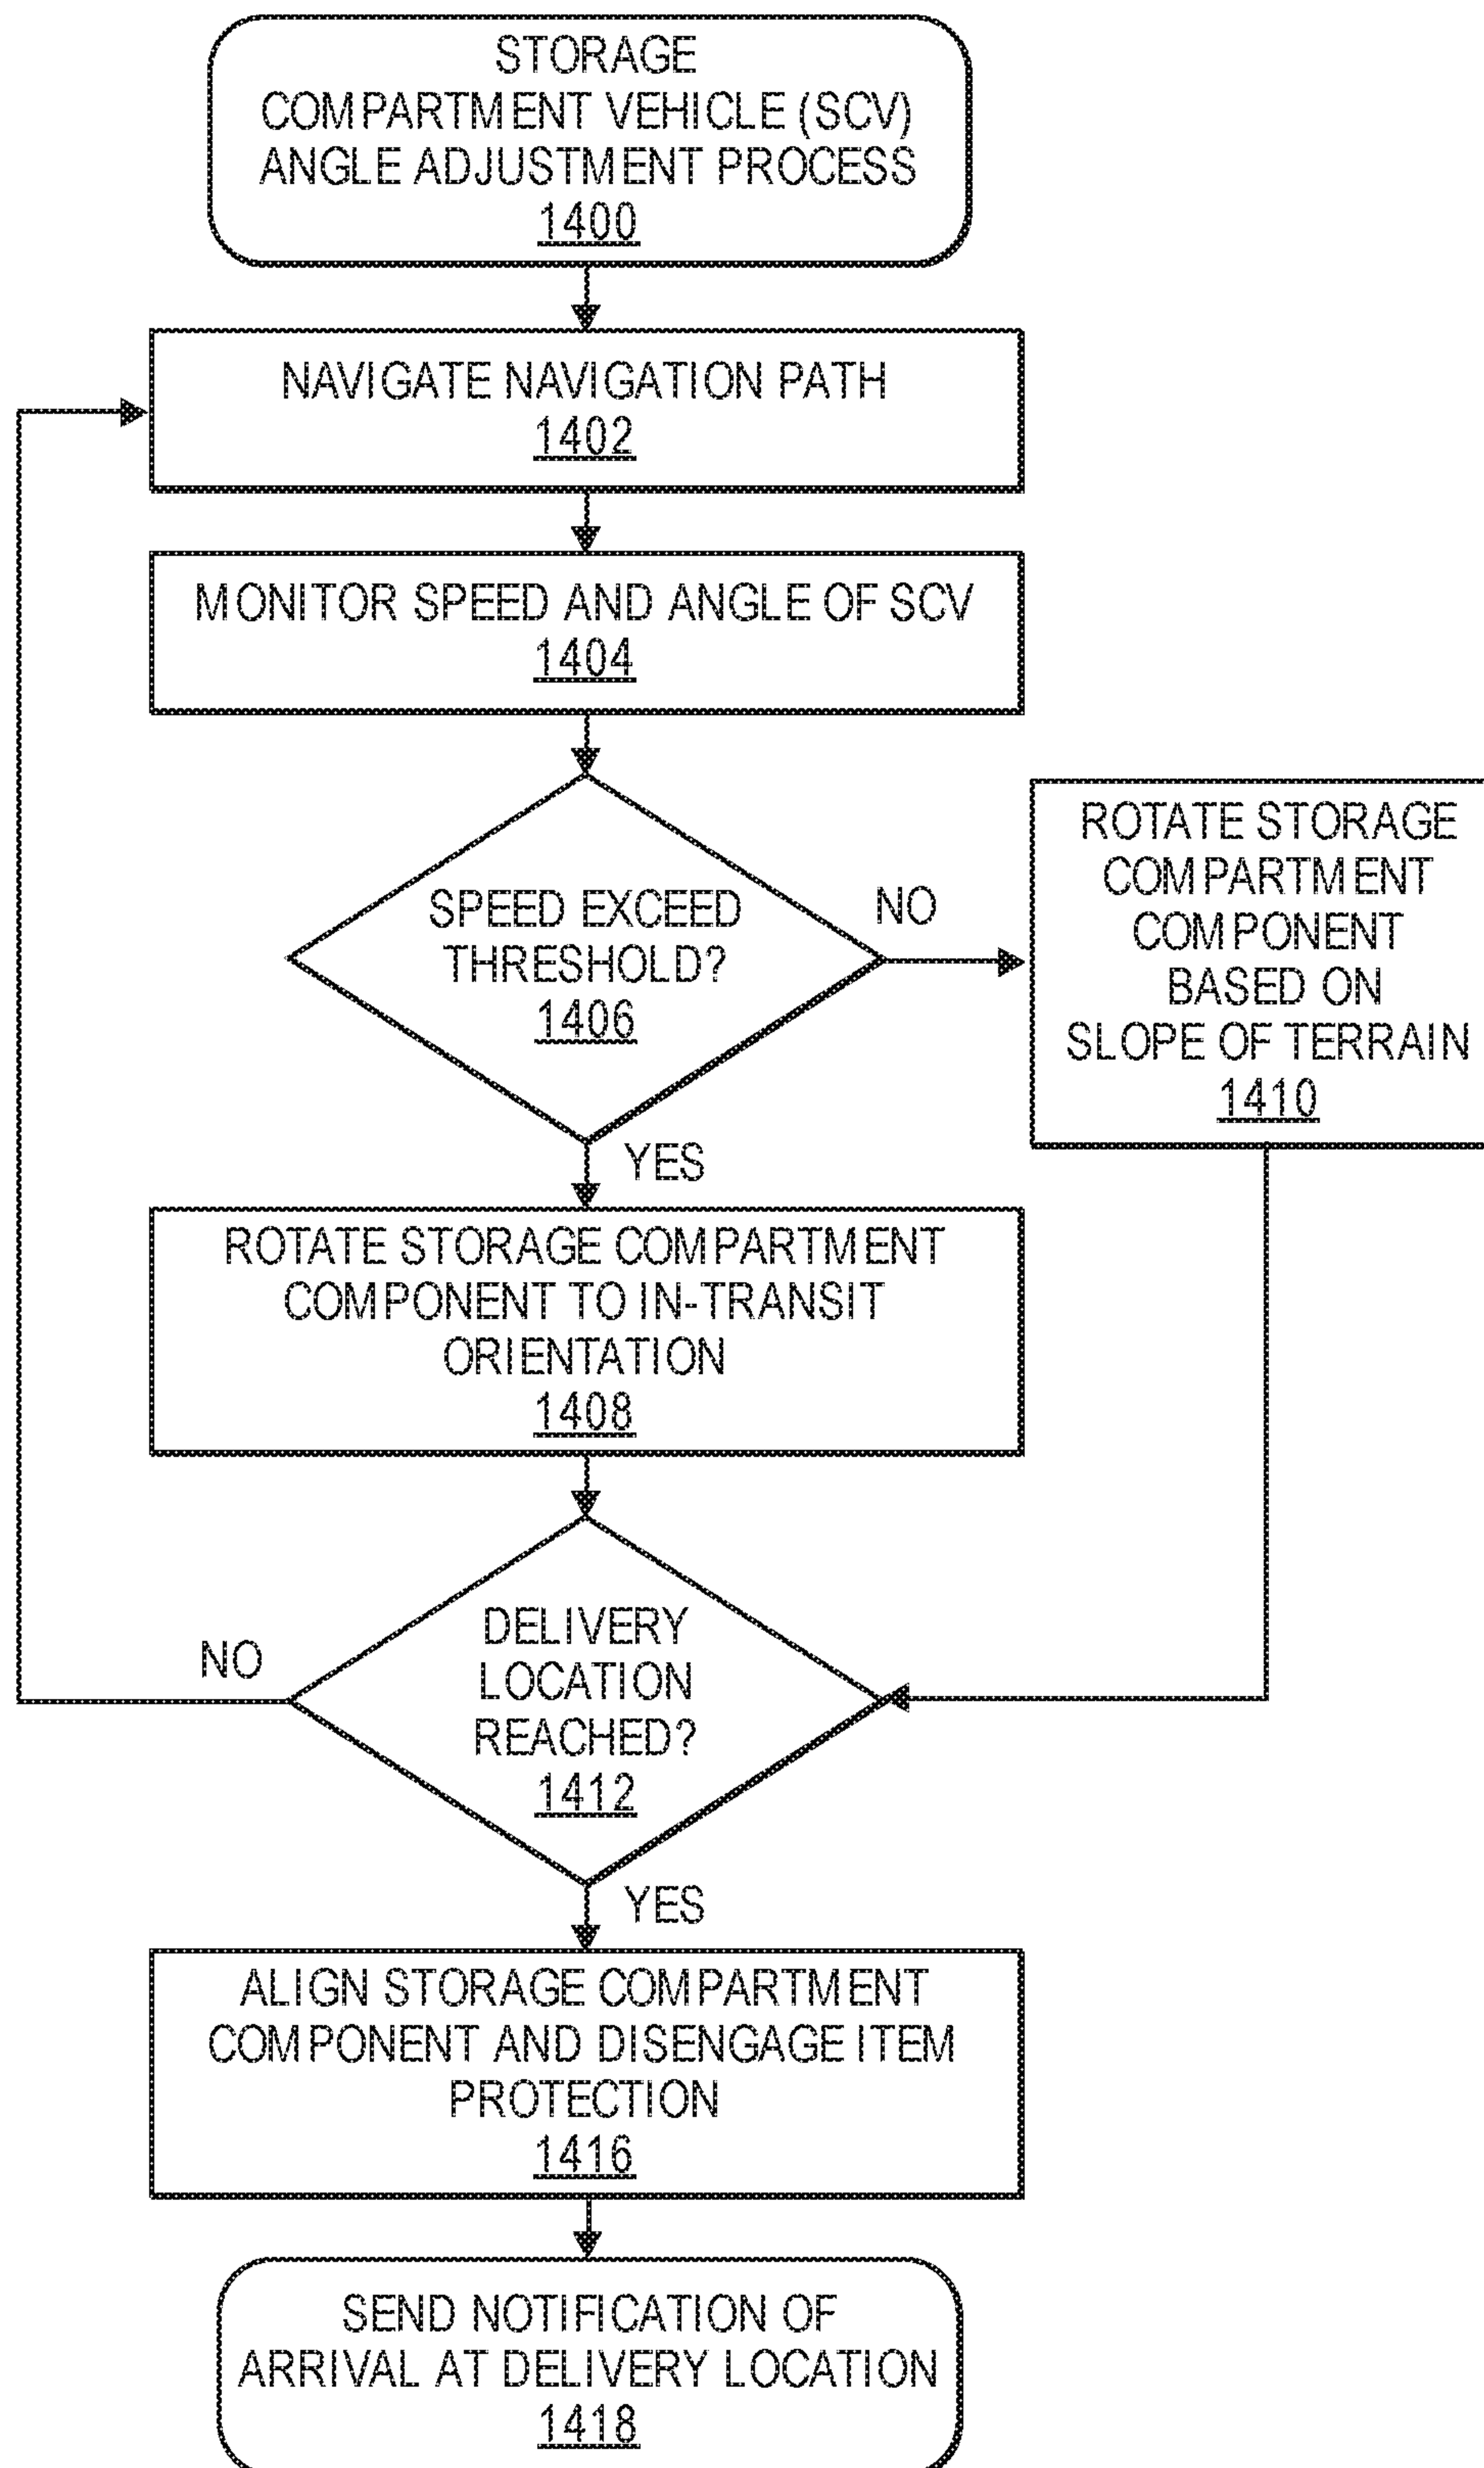 STORAGE
COMPARTMENT VEHICLE (SCV)
ANGLE ADJUSTMENT PROCESS
1400
NAVIGATE NAVIGATION PATH
1402
MONITOR SPEED AND ANGLE OF SCV
1404
SPEED EXCEED
THRESHOLD?
1406
NO
ROTATE STORAGE
COMPARTMENT
COMPONENT
BASED ON
SLOPE OF TERRAIN
1410
YES
ROTATE STORAGE COMPARTMENT
COMPONENT TO IN-TRANSIT
ORIENTATION
1408
DELIVERY
LOCATION
REACHED?
1412
NO
YES
ALIGN STORAGE COMPARTMENT
COMPONENT AND DISENGAGE ITEM
PROTECTION
1416
SEND NOTIFICATION OF
ARRIVAL AT DELIVERY LOCATION
1418